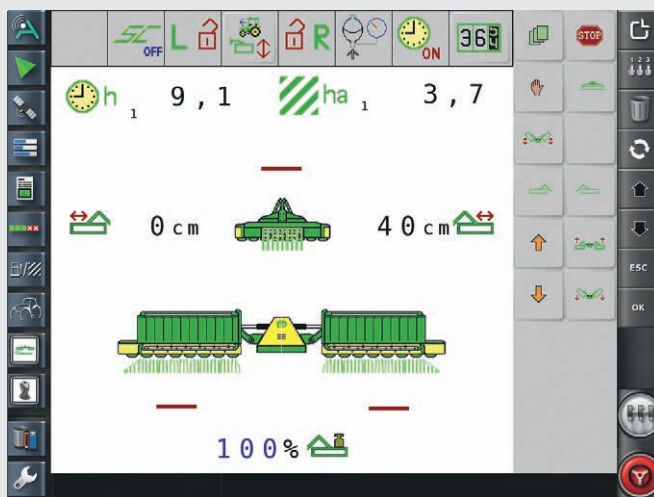 SC OFF L R ON 36 STOP
1 2 3
h 1 9,1 ha 1 3,7
0cm 40cm
ESC
OK
100%